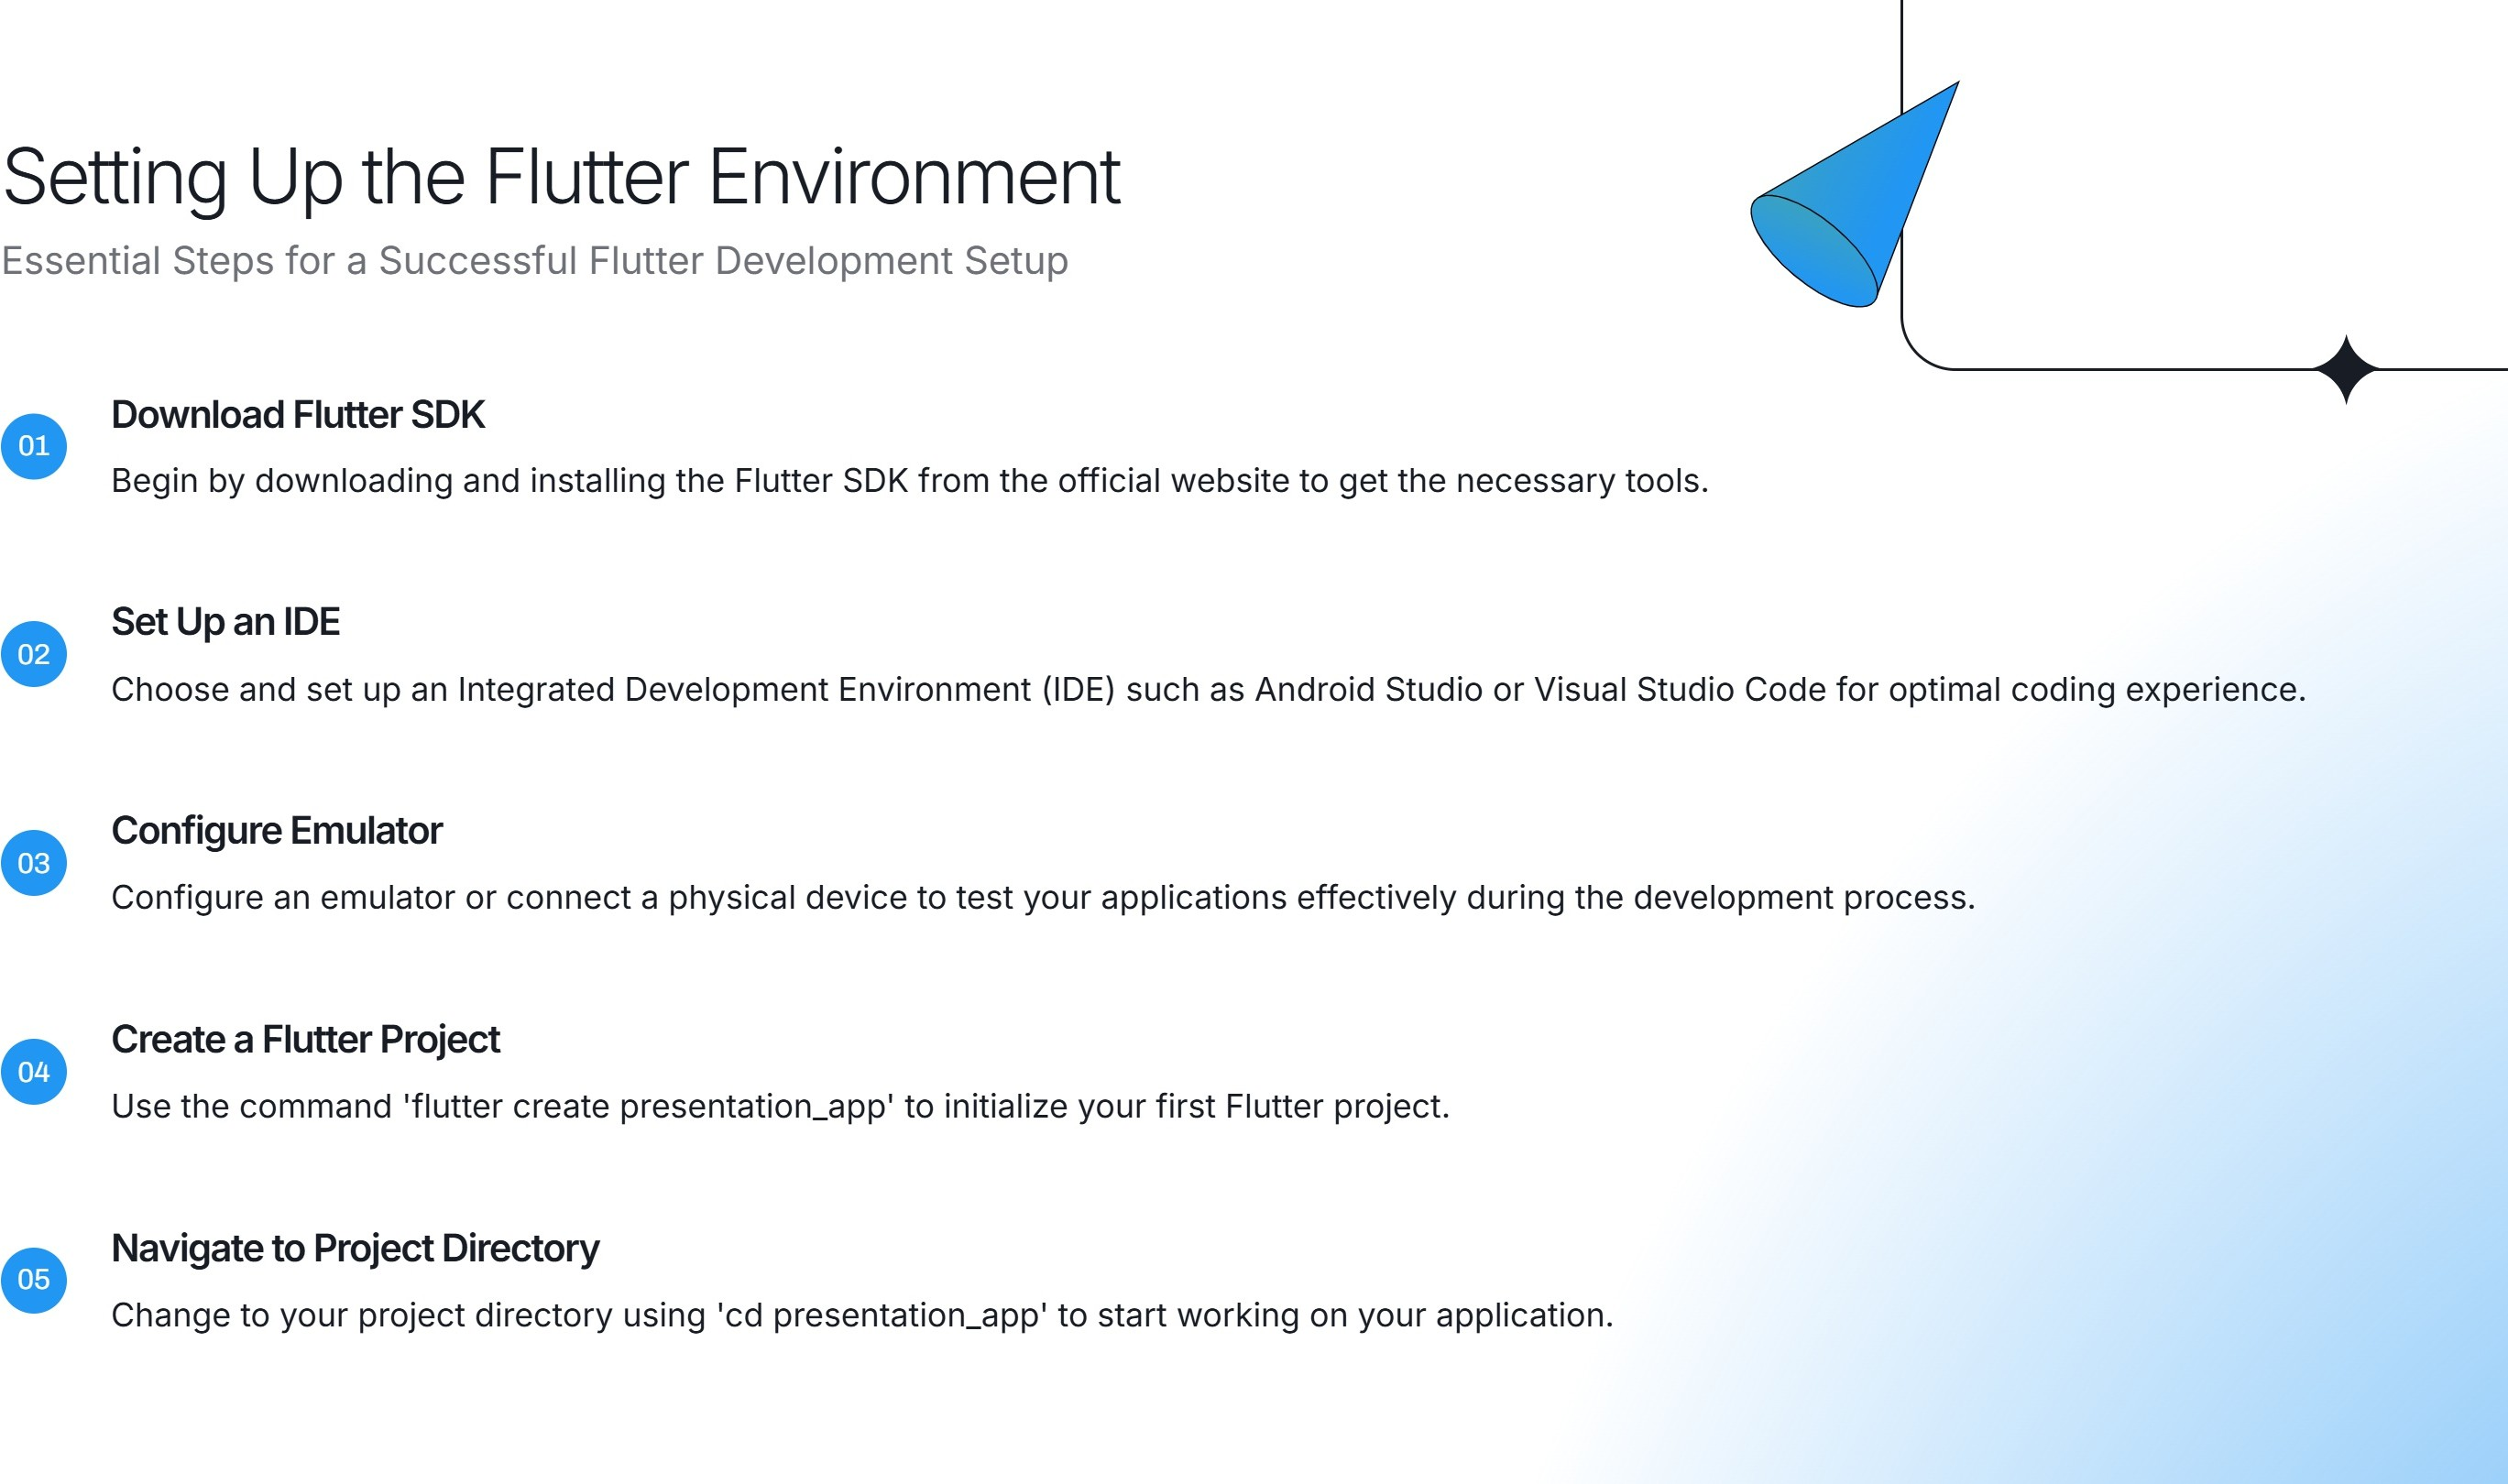 Setting Up the Flutter Environment
Essential Steps for a Successful Flutter Development Setup
01
Download Flutter SDK
Begin by downloading and installing the Flutter SDK from the official website to get the necessary tools.
02
Set Up an IDE
Choose and set up an Integrated Development Environment (IDE) such as Android Studio or Visual Studio Code for optimal coding experience.
03
Configure Emulator
Configure an emulator or connect a physical device to test your applications effectively during the development process.
04
Create a Flutter Project
Use the command 'flutter create presentation_app' to initialize your first Flutter project.
05
Navigate to Project Directory
Change to your project directory using 'cd presentation_app' to start working on your application.